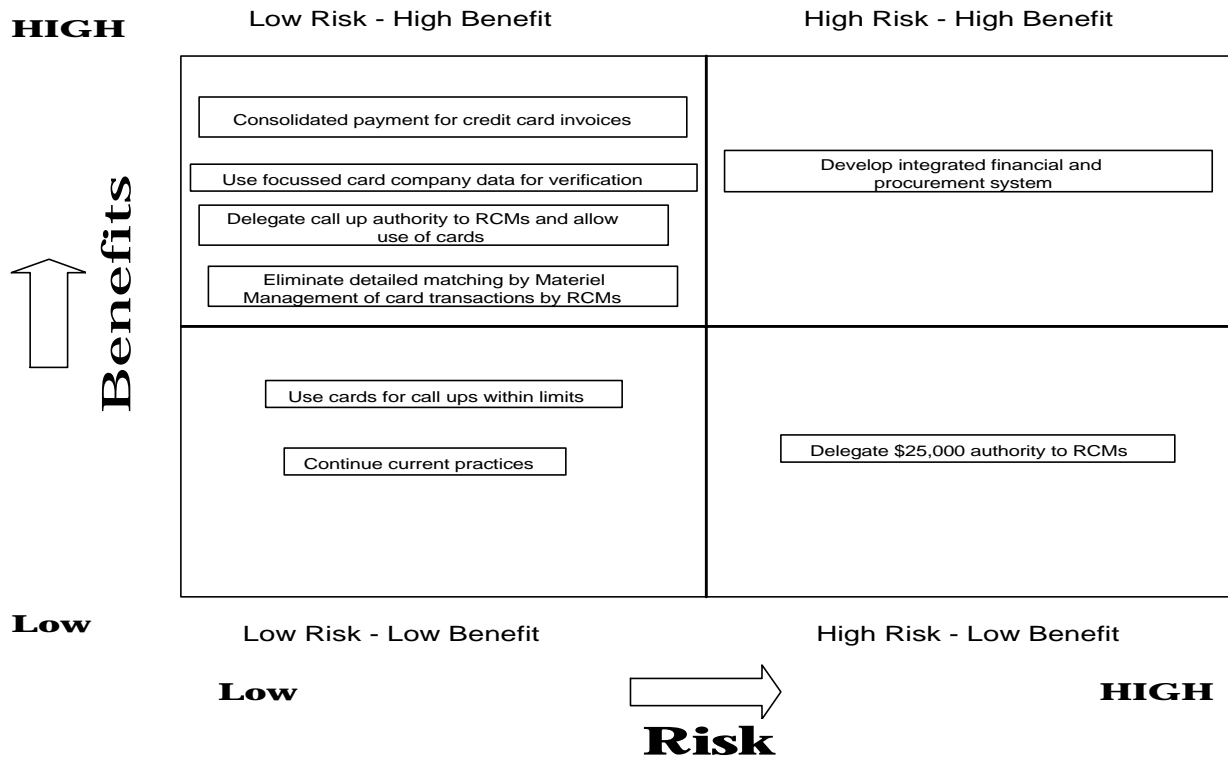 HIGH
Low Risk - High Benefit
High Risk - High Benefit
Consolidated payment for credit card invoices
Use focussed card company data for verification
Delegate call up authority to RCMs and allow
use of cards
Eliminate detailed matching by Materiel
Management of card transactions by RCMs
Develop integrated financial and
procurement system
Benefits
Use cards for call ups within limits
Continue current practices
Delegate $25,000 authority to RCMs
Low
Low Risk - Low Benefit
High Risk - Low Benefit
Low
HIGH
Risk